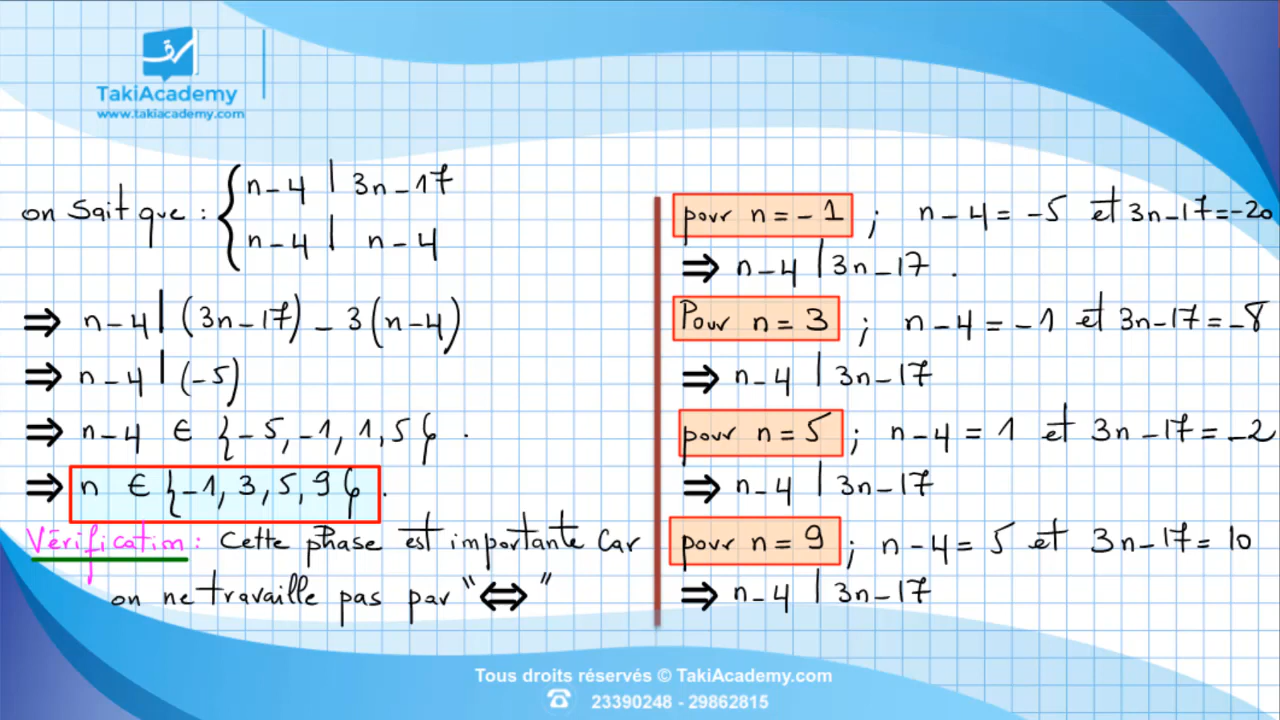 TakiAcademy
www.takiacademy.com
on sait que : { n-4 | 3n-17
n-4 | n-4
⇒ n-4 | (3n-17) - 3(n-4)
⇒ n-4 | (-5)
⇒ n-4 ∈ {-5, -1, 1, 5}.
⇒ n ∈ {-1, 3, 5, 9}.
Vérification : Cette phase est importante Car
on ne travaille pas par "⇔"
pour n = -1 ; n-4 = -5 et 3n-17=-20
⇒ n-4 | 3n-17 .
Pour n = 3 ; n-4 = -1 et 3n-17=-8
⇒ n-4 | 3n-17
pour n = 5 ; n-4 = 1 et 3n-17=-2
⇒ n-4 | 3n-17
pour n = 9 ; n-4 = 5 et 3n-17= 10
⇒ n-4 | 3n-17
Tous droits réservés © TakiAcademy.com
23390248 - 29862815